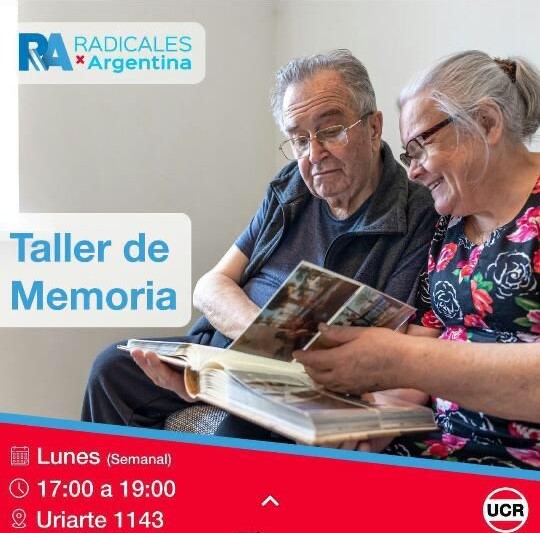 RA RADICALES
x Argentina
Taller de
Memoria
Lunes (Semanal)
17:00 a 19:00
Uriarte 1143
UCR